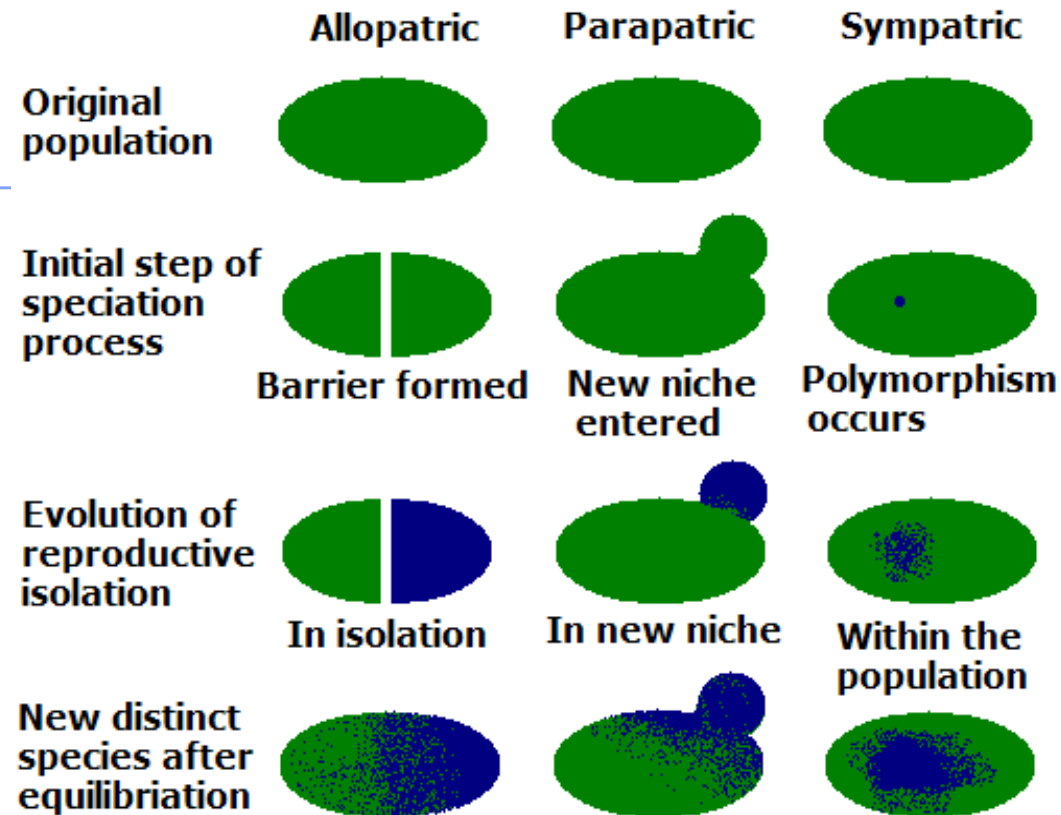 Allopatric Parapatric Sympatric
Original
population
Initial step of
speciation
process
Barrier formed
New niche
entered
Polymorphism
occurs
Evolution of
reproductive
isolation
In isolation
In new niche
Within the
population
New distinct
species after
equilibriation